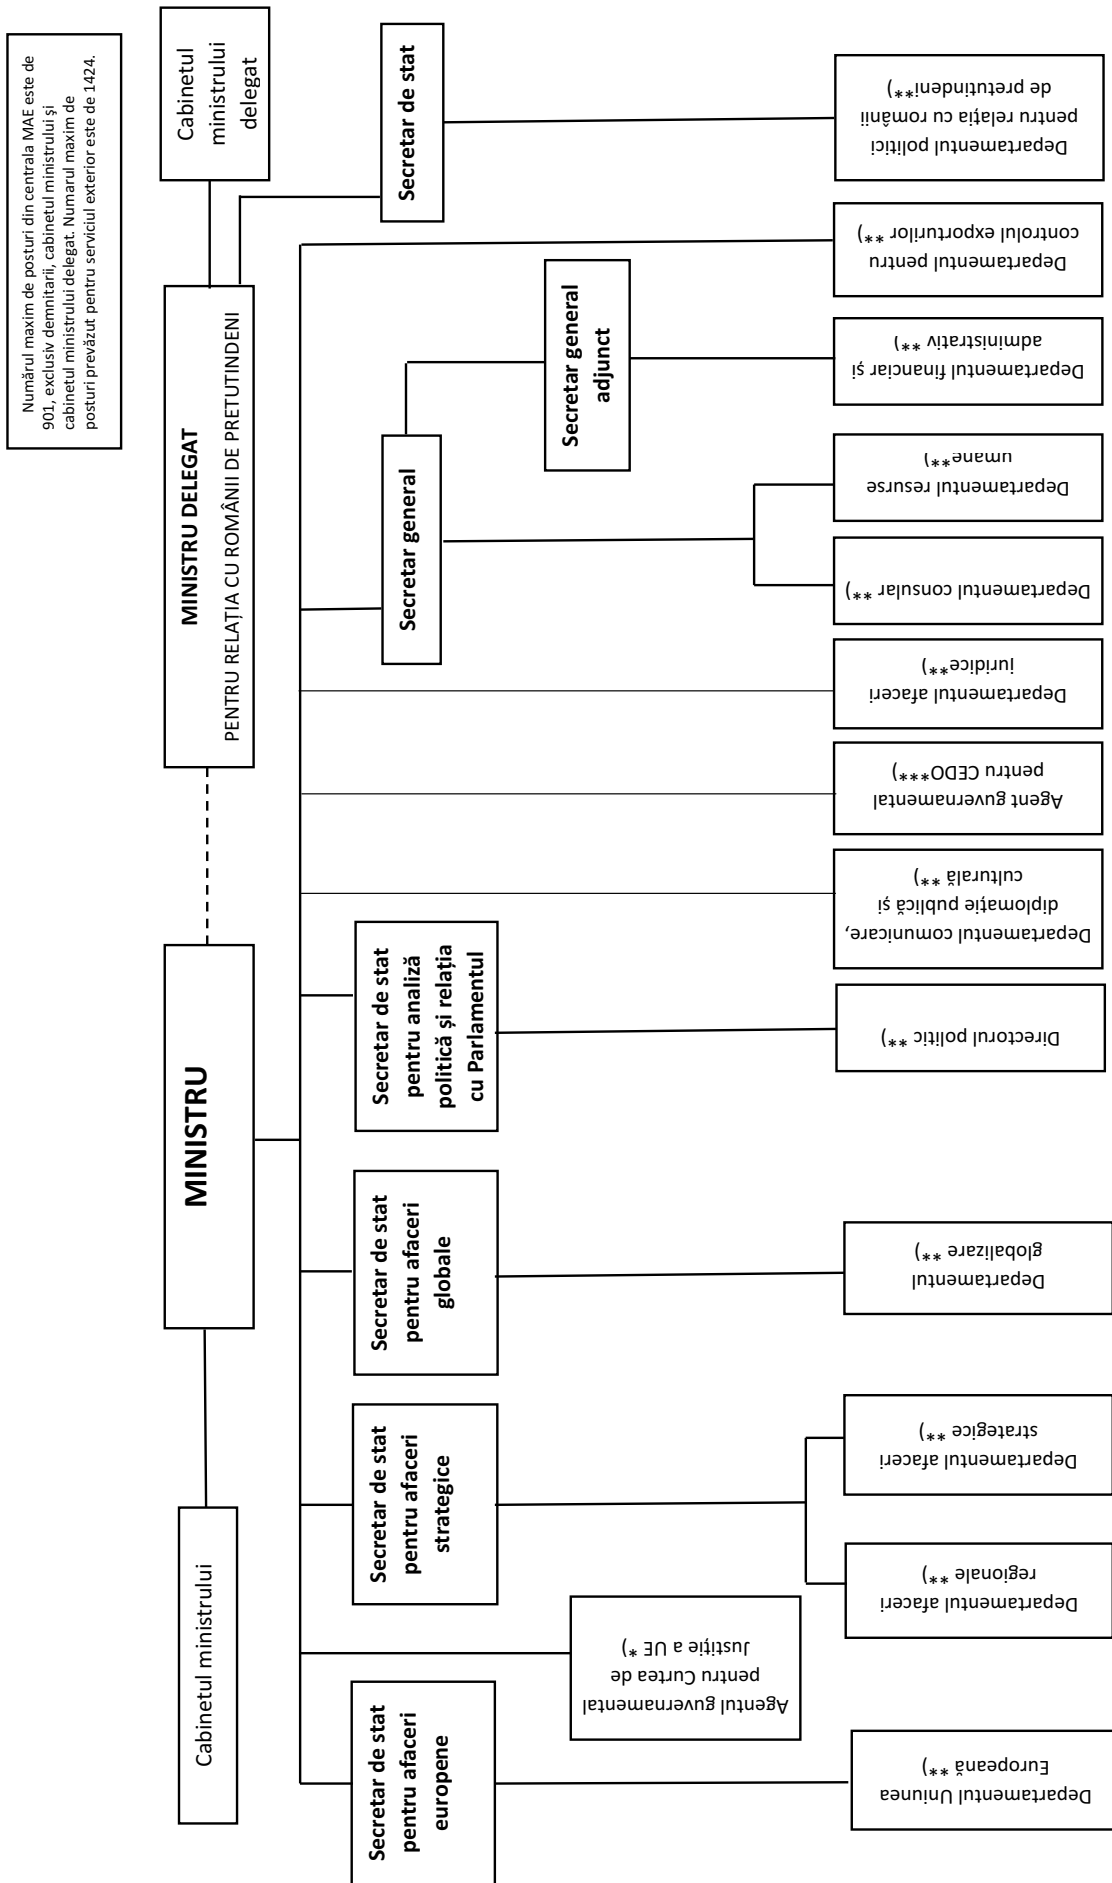 Numărul maxim de posturi din centrala MAE este de
901, exclusiv demnitarii, cabinetul ministrului și
cabinetul ministrului delegat. Numarul maxim de
posturi prevăzut pentru serviciul exterior este de 1424.
Cabinetul ministrului
MINISTRU
MINISTRU DELEGAT
PENTRU RELAȚIA CU ROMÂNII DE PRETUTINDENI
Cabinetul
ministrului
delegat
Secretar de stat
pentru afaceri
europene
Secretar de stat
pentru afaceri
strategice
Secretar de stat
pentru afaceri
globale
Secretar de stat
pentru analiză
politică și relația
cu Parlamentul
Secretar general
Secretar de stat
Agentul guvernamental
pentru Curtea de
Justiție a UE *)
Secretar general
adjunct
Departamentul Uniunea
Europeană **)
Departamentul afaceri
regionale **)
Departamentul afaceri
strategice **)
Departamentul
globalizare **)
Directorul politic **)
Departamentul comunicare,
diplomație publică și
culturală **)
Agent guvernamental
pentru CEDO***)
Departamentul afaceri
juridice**)
Departamentul consular **)
Departamentul resurse
umane**)
Departamentul financiar și
administrativ **)
Departamentul pentru
controlul exporturilor **)
Departamentul politici
pentru relația cu românii
de pretutindeni**)